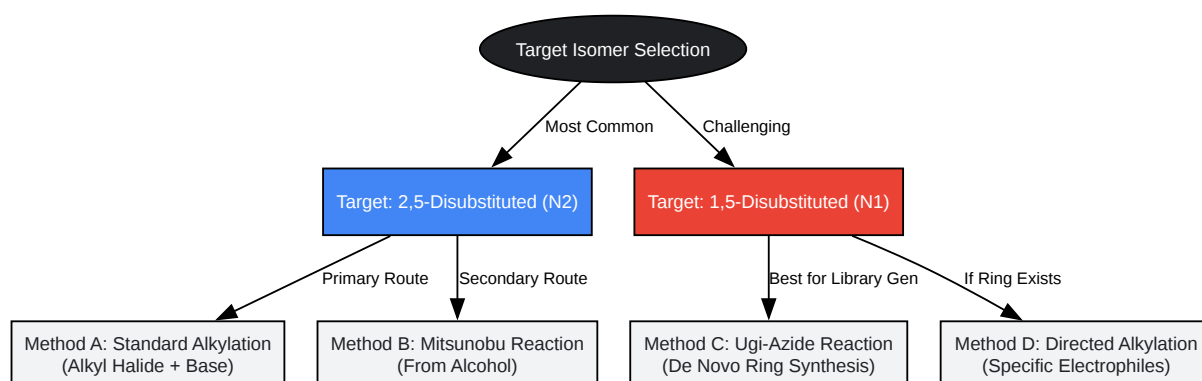 Target Isomer Selection
Most Common
Challenging
Target: 2,5-Disubstituted (N2)
Target: 1,5-Disubstituted (N1)
Primary Route
Secondary Route
Best for Library Gen
If Ring Exists
Method A: Standard Alkylation
(Alkyl Halide + Base)
Method B: Mitsunobu Reaction
(From Alcohol)
Method C: Ugi-Azide Reaction
(De Novo Ring Synthesis)
Method D: Directed Alkylation
(Specific Electrophiles)